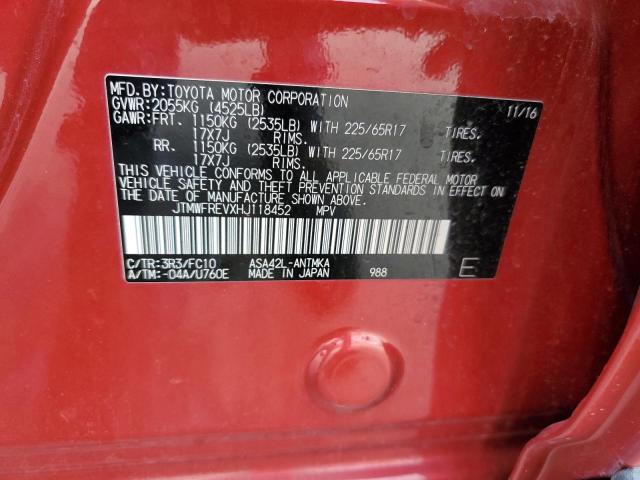 MFD. BY: TOYOTA MOTOR CORPORATION 11/16
GVWR: 2055KG (4525LB)
GAWR: FRT. 1150KG (2535LB) WITH 225/65R17 TIRES.
17X7J RIMS.
RR. 1150KG (2535LB) WITH 225/65R17 TIRES.
17X7J RIMS.
THIS VEHICLE CONFORMS TO ALL APPLICABLE FEDERAL MOTOR
VEHICLE SAFETY AND THEFT PREVENTION STANDARDS IN EFFECT ON
THE DATE OF MANUFACTURE SHOWN ABOVE.
JTMWFREVXHJ118452 MPV
C/TR: 3R3/FC10 ASA42L-ANTMKA
A/TM: -04A/U760E MADE IN JAPAN 988 E